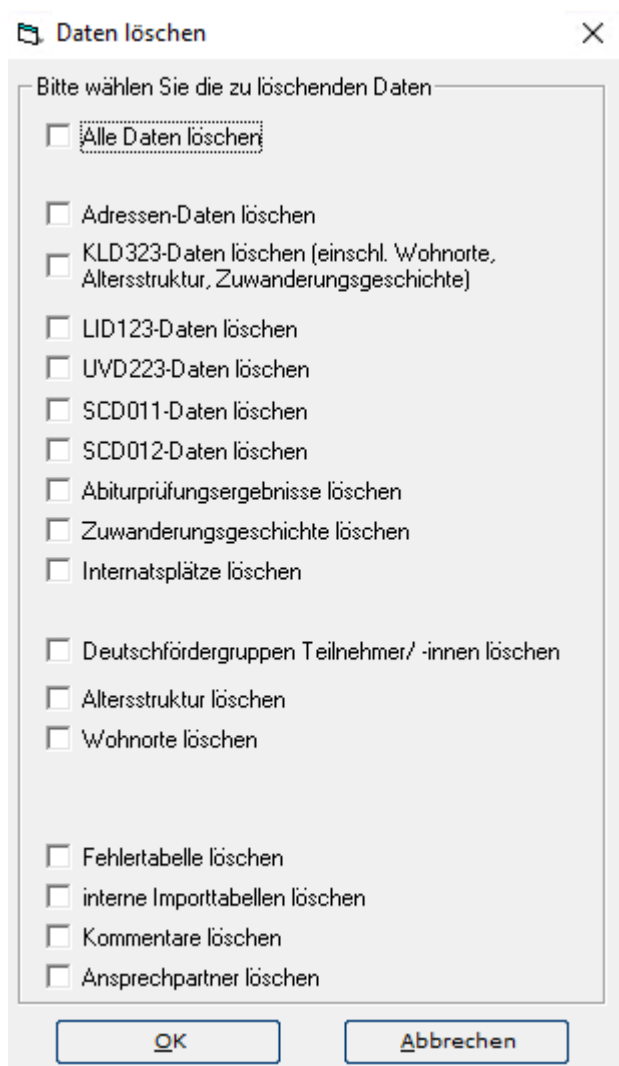 Daten löschen
Bitte wählen Sie die zu löschenden Daten
Alle Daten löschen
Adressen-Daten löschen
KLD323-Daten löschen (einschl. Wohnorte,
Altersstruktur, Zuwanderungsgeschichte)
LID123-Daten löschen
UVD223-Daten löschen
SCD011-Daten löschen
SCD012-Daten löschen
Abiturprüfungsergebnisse löschen
Zuwanderungsgeschichte löschen
Internatsplätze löschen
Deutschfördergruppen Teilnehmer/ -innen löschen
Altersstruktur löschen
Wohnorte löschen
Fehlertabelle löschen
interne Importtabellen löschen
Kommentare löschen
Ansprechpartner löschen
OK
Abbrechen